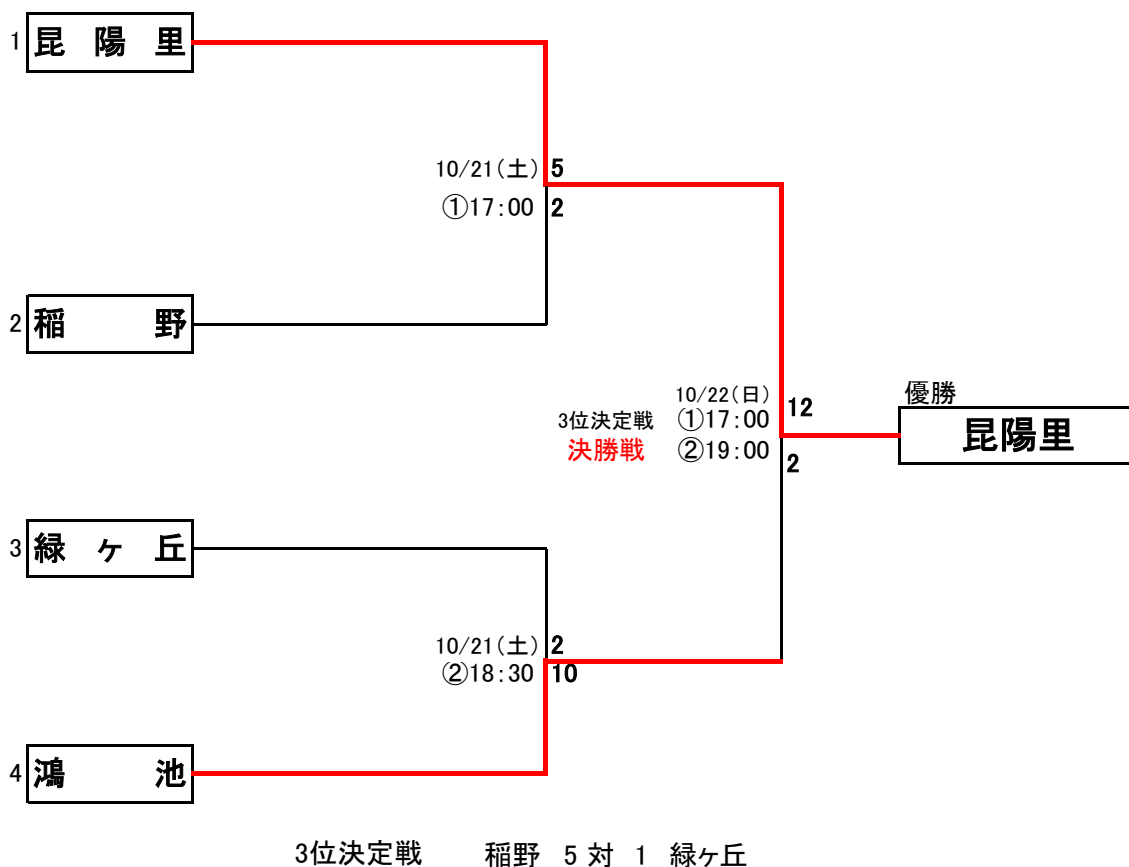 1 昆陽里
10/21(土) 5
①17:00 2
2 稲野
優勝
昆陽里
10/22(日) 12
3位決定戦 ①17:00
決勝戦 ②19:00 2
3 緑ヶ丘
10/21(土) 2
②18:30 10
4 鴻池
3位決定戦 稲野 5 対 1 緑ヶ丘